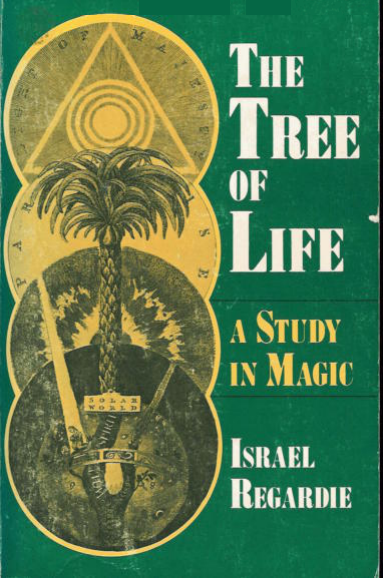 THE
TREE
OF
LIFE
A STUDY
IN MAGIC
ISRAEL
REGARDIE
SOLAR
WORLD